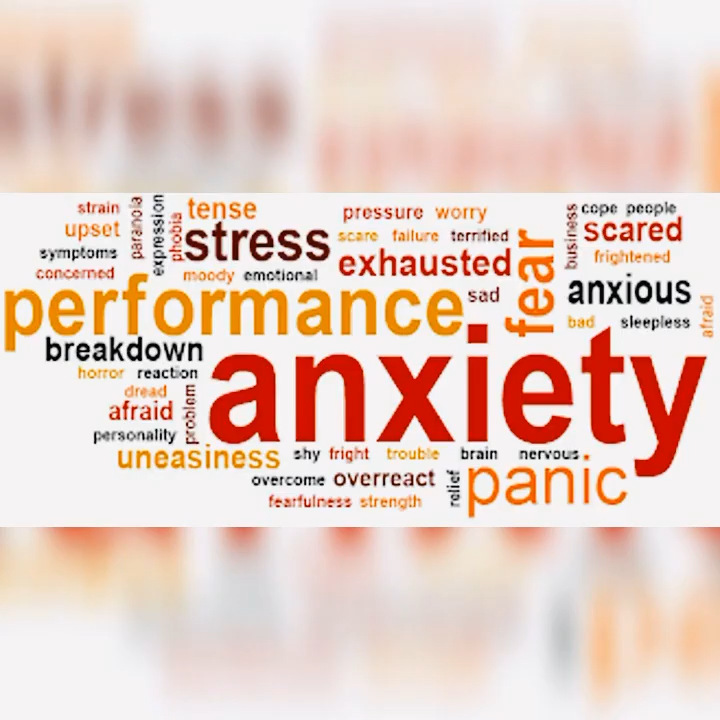 strain
upset
symptoms
concerned
paranoia
expression
phobia
tense
stress
moody emotional
pressure worry
scare failure terrified
exhausted
sad
fear
business
cope people
scared
frightened
anxious
bad sleepless
afraid
performance
breakdown
horror reaction
dread
afraid
problem
personality
uneasiness
anxiety
shy fright trouble brain nervous
overcome overreact
fearfulness strength
relief
panic